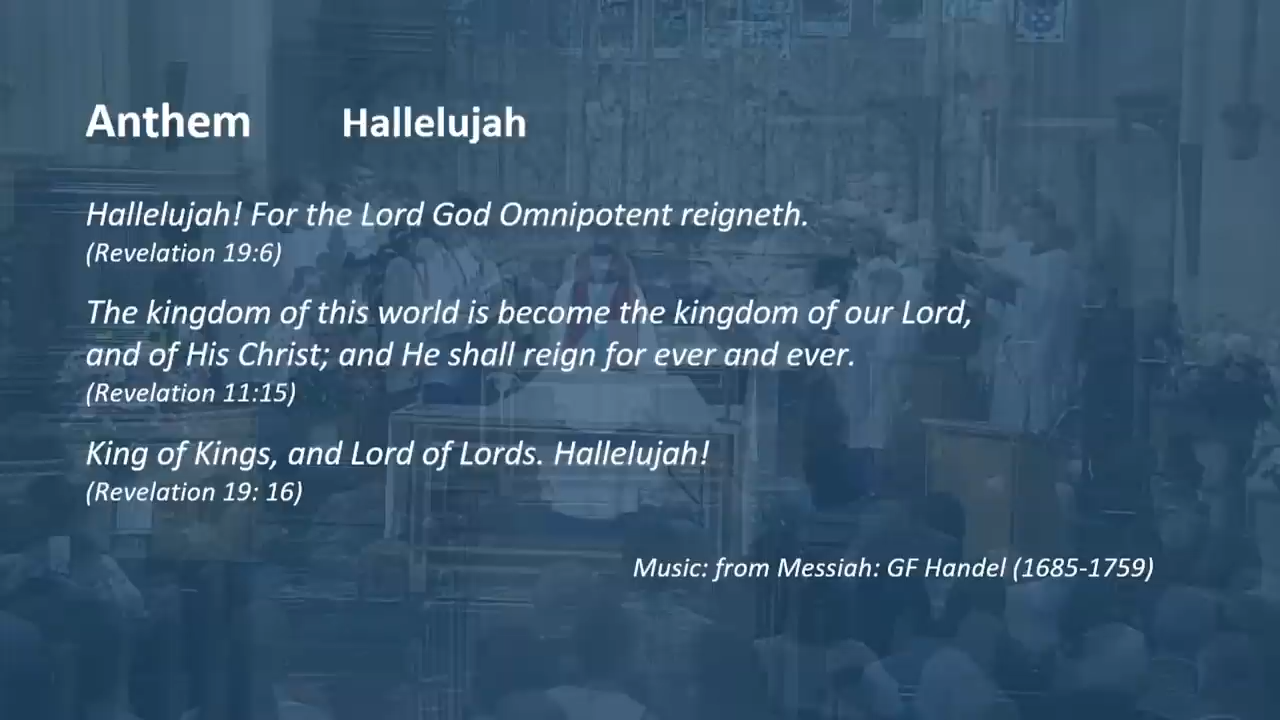 Anthem Hallelujah
Hallelujah! For the Lord God Omnipotent reigneth.
(Revelation 19:6)
The kingdom of this world is become the kingdom of our Lord,
and of His Christ; and He shall reign for ever and ever.
(Revelation 11:15)
King of Kings, and Lord of Lords. Hallelujah!
(Revelation 19: 16)
Music: from Messiah: GF Handel (1685-1759)